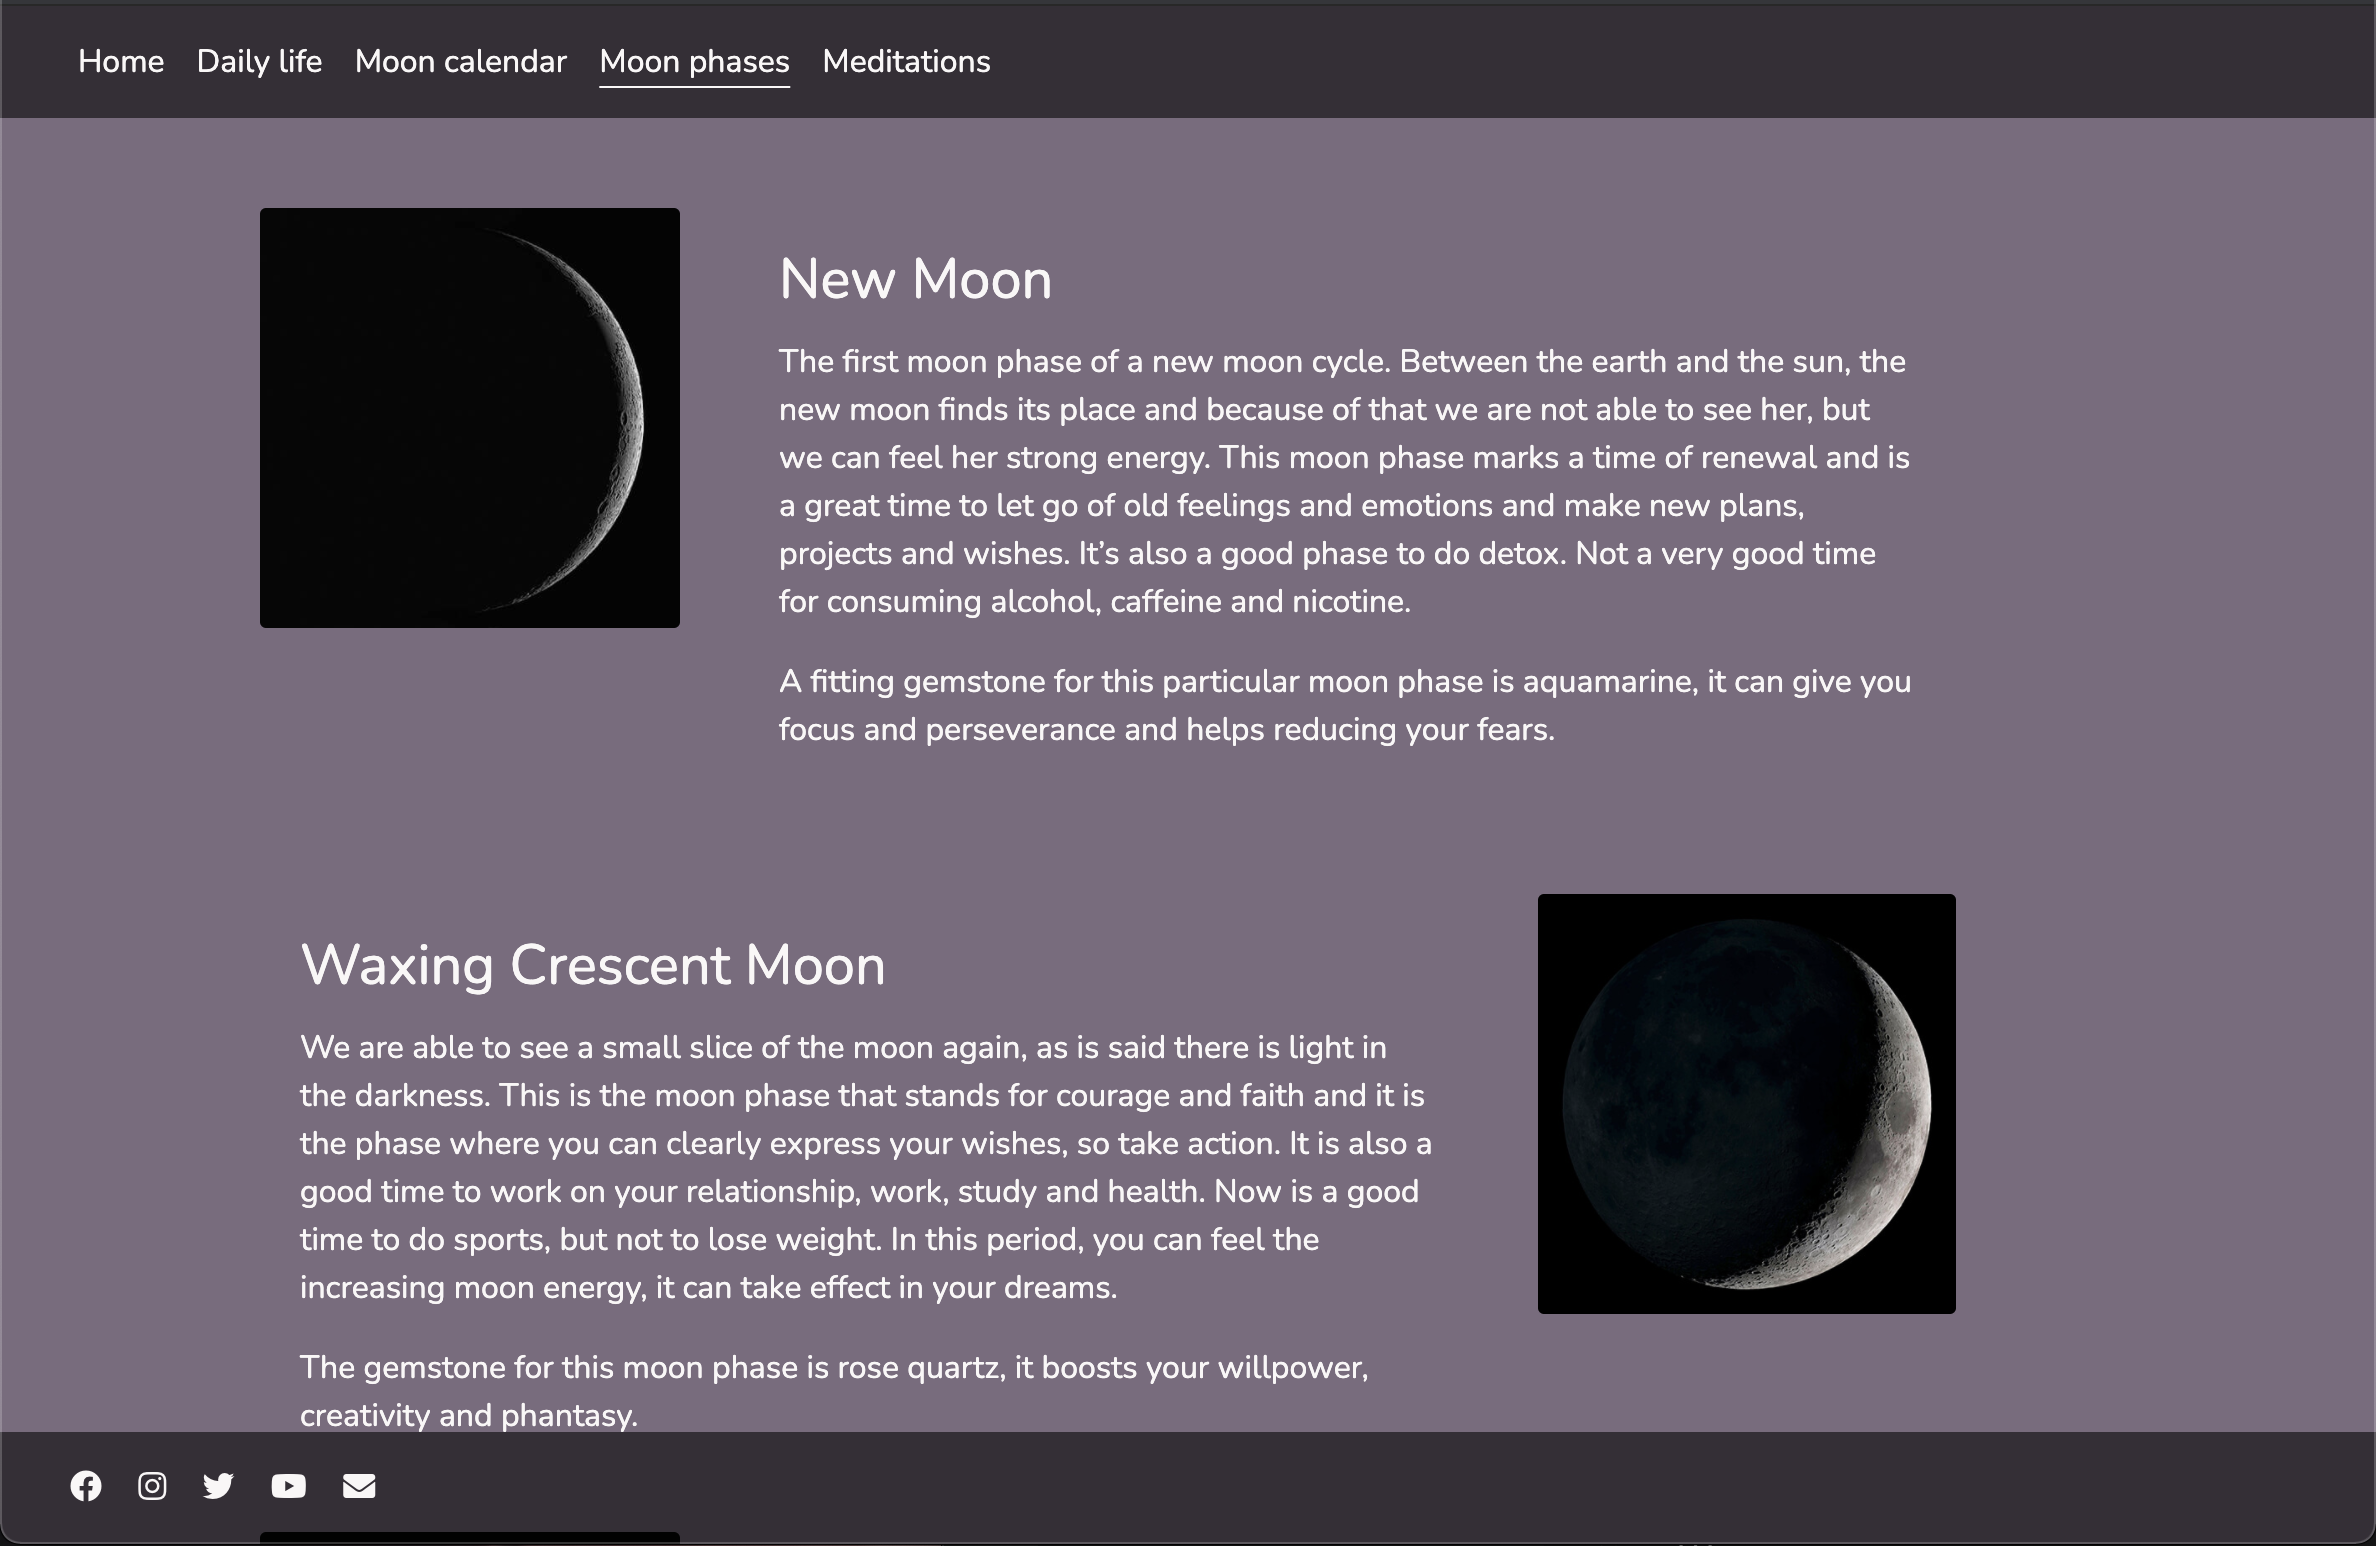 Home Daily life Moon calendar Moon phases Meditations
New Moon
The first moon phase of a new moon cycle. Between the earth and the sun, the
new moon finds its place and because of that we are not able to see her, but
we can feel her strong energy. This moon phase marks a time of renewal and is
a great time to let go of old feelings and emotions and make new plans,
projects and wishes. It’s also a good phase to do detox. Not a very good time
for consuming alcohol, caffeine and nicotine.
A fitting gemstone for this particular moon phase is aquamarine, it can give you
focus and perseverance and helps reducing your fears.
Waxing Crescent Moon
We are able to see a small slice of the moon again, as is said there is light in
the darkness. This is the moon phase that stands for courage and faith and it is
the phase where you can clearly express your wishes, so take action. It is also a
good time to work on your relationship, work, study and health. Now is a good
time to do sports, but not to lose weight. In this period, you can feel the
increasing moon energy, it can take effect in your dreams.
The gemstone for this moon phase is rose quartz, it boosts your willpower,
creativity and phantasy.